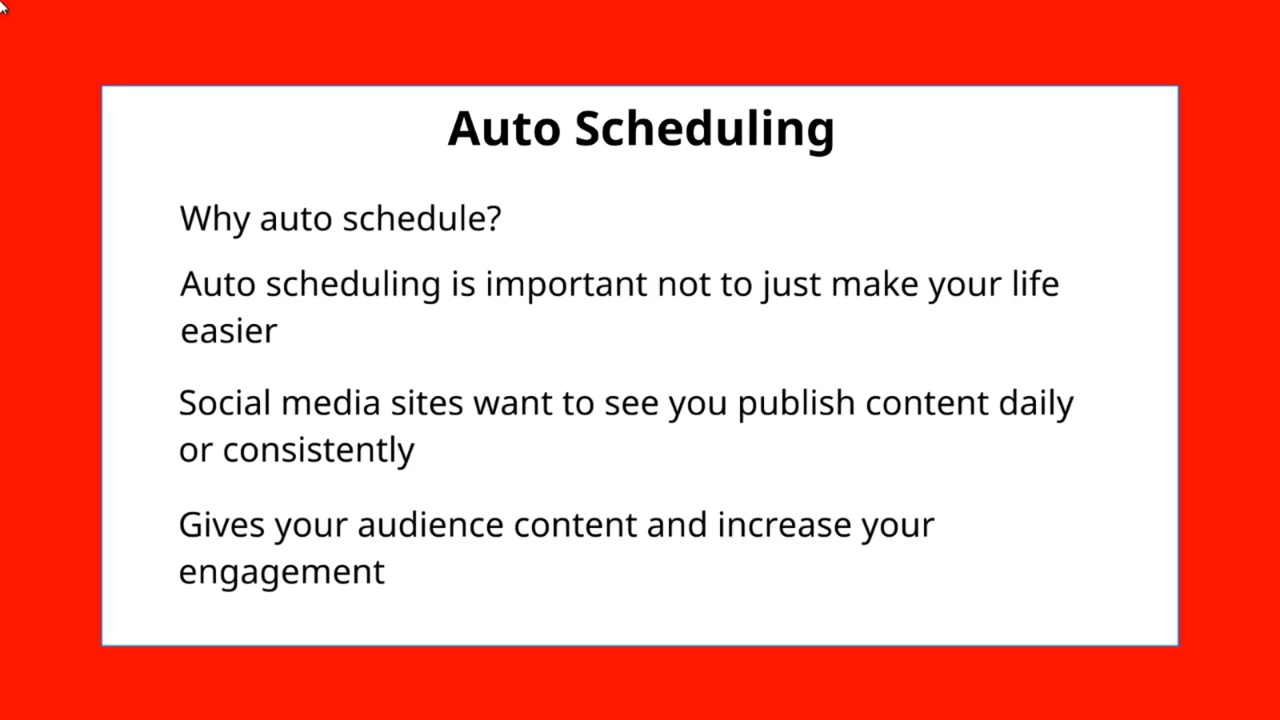 Auto Scheduling
Why auto schedule?
Auto scheduling is important not to just make your life
easier
Social media sites want to see you publish content daily
or consistently
Gives your audience content and increase your
engagement